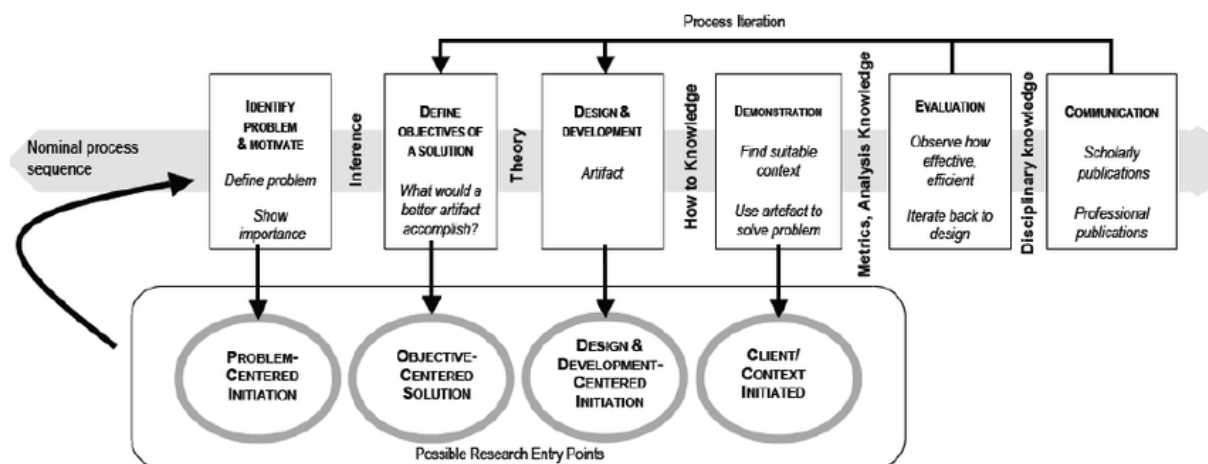 Process Iteration
Nominal process
sequence
IDENTIFY
PROBLEM
& MOTIVATE
Define problem
Show
importance
Inference
DEFINE
OBJECTIVES OF
A SOLUTION
What would a
better artifact
accomplish?
Theory
DESIGN &
DEVELOPMENT
Artifact
How to Knowledge
DEMONSTRATION
Find suitable
context
Use artefact to
solve problem
Metrics, Analysis Knowledge
EVALUATION
Observe how
effective,
efficient
Iterate back to
design
Disciplinary knowledge
COMMUNICATION
Scholarly
publications
Professional
publications
PROBLEM-
CENTERED
INITIATION
OBJECTIVE-
CENTERED
SOLUTION
DESIGN &
DEVELOPMENT-
CENTERED
INITIATION
CLIENT/
CONTEXT
INITIATED
Possible Research Entry Points